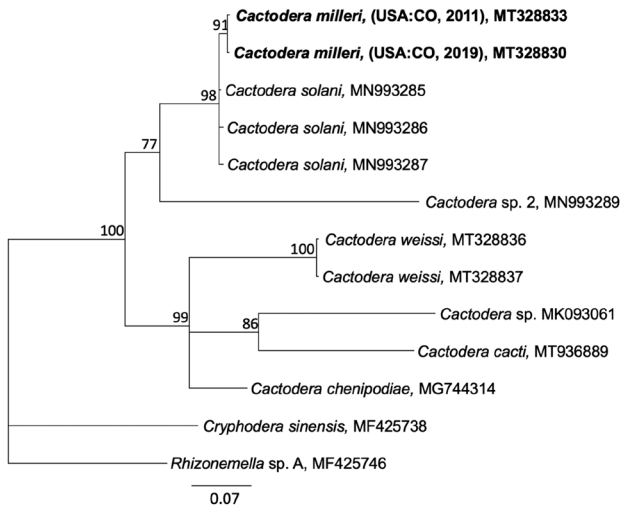 Cactodera milleri, (USA:CO, 2011), MT328833
91
Cactodera milleri, (USA:CO, 2019), MT328830
98
Cactodera solani, MN993285
Cactodera solani, MN993286
77
Cactodera solani, MN993287
Cactodera sp. 2, MN993289
100
Cactodera weissi, MT328836
100
Cactodera weissi, MT328837
99
Cactodera sp. MK093061
86
Cactodera cacti, MT936889
Cactodera chenipodiae, MG744314
Cryphodera sinensis, MF425738
Rhizonemella sp. A, MF425746
0.07